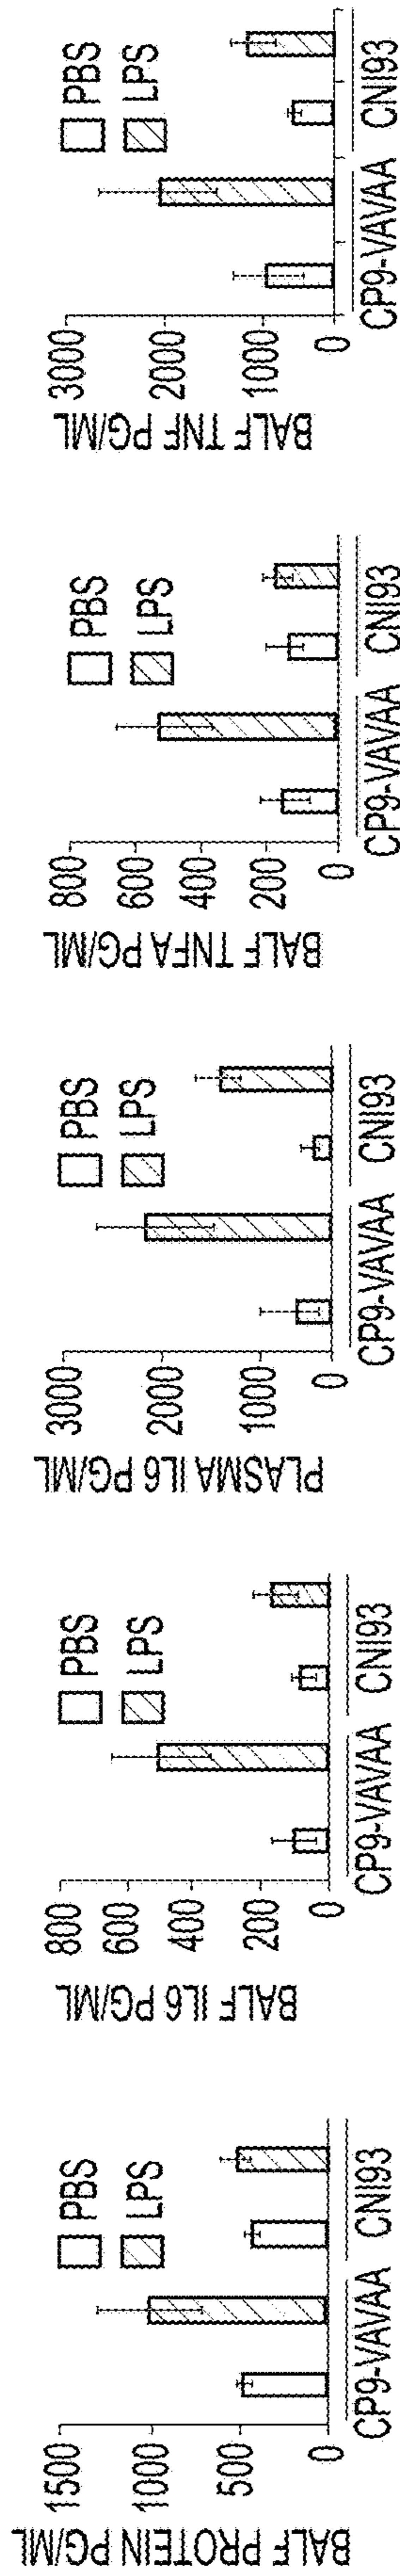 BALF PROTEIN PG/ML
1500
1000
500
0
PBS
LPS
CP9-VAVAA
CNI93
BALF IL6 PG/ML
800
600
400
200
0
PBS
LPS
CP9-VAVAA
CNI93
PLASMA IL6 PG/ML
3000
2000
1000
0
PBS
LPS
CP9-VAVAA
CNI93
BALF TNFA PG/ML
800
600
400
200
0
PBS
LPS
CP9-VAVAA
CNI93
BALF TNF PG/ML
3000
2000
1000
0
PBS
LPS
CP9-VAVAA
CNI93